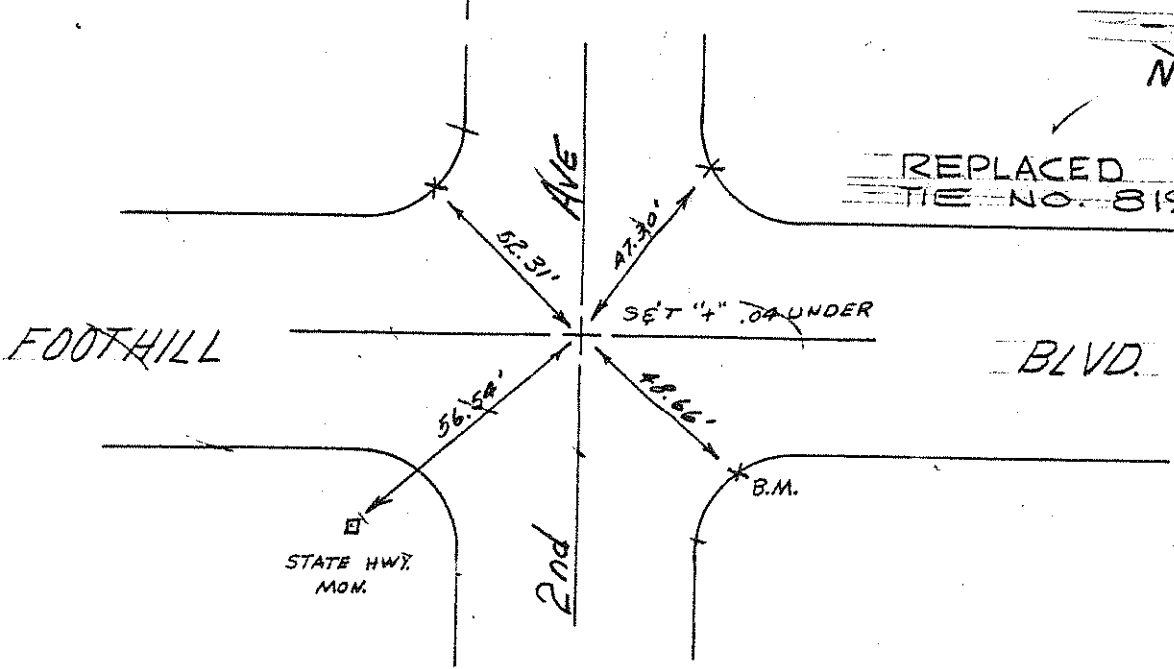 REPLACED
TIE NO. 819
AVE
52.31'
47.30'
SET "+" .04 UNDER
FOOTHILL
BLVD.
56.54'
48.66'
B.M.
STATE HWY.
MON.
2nd